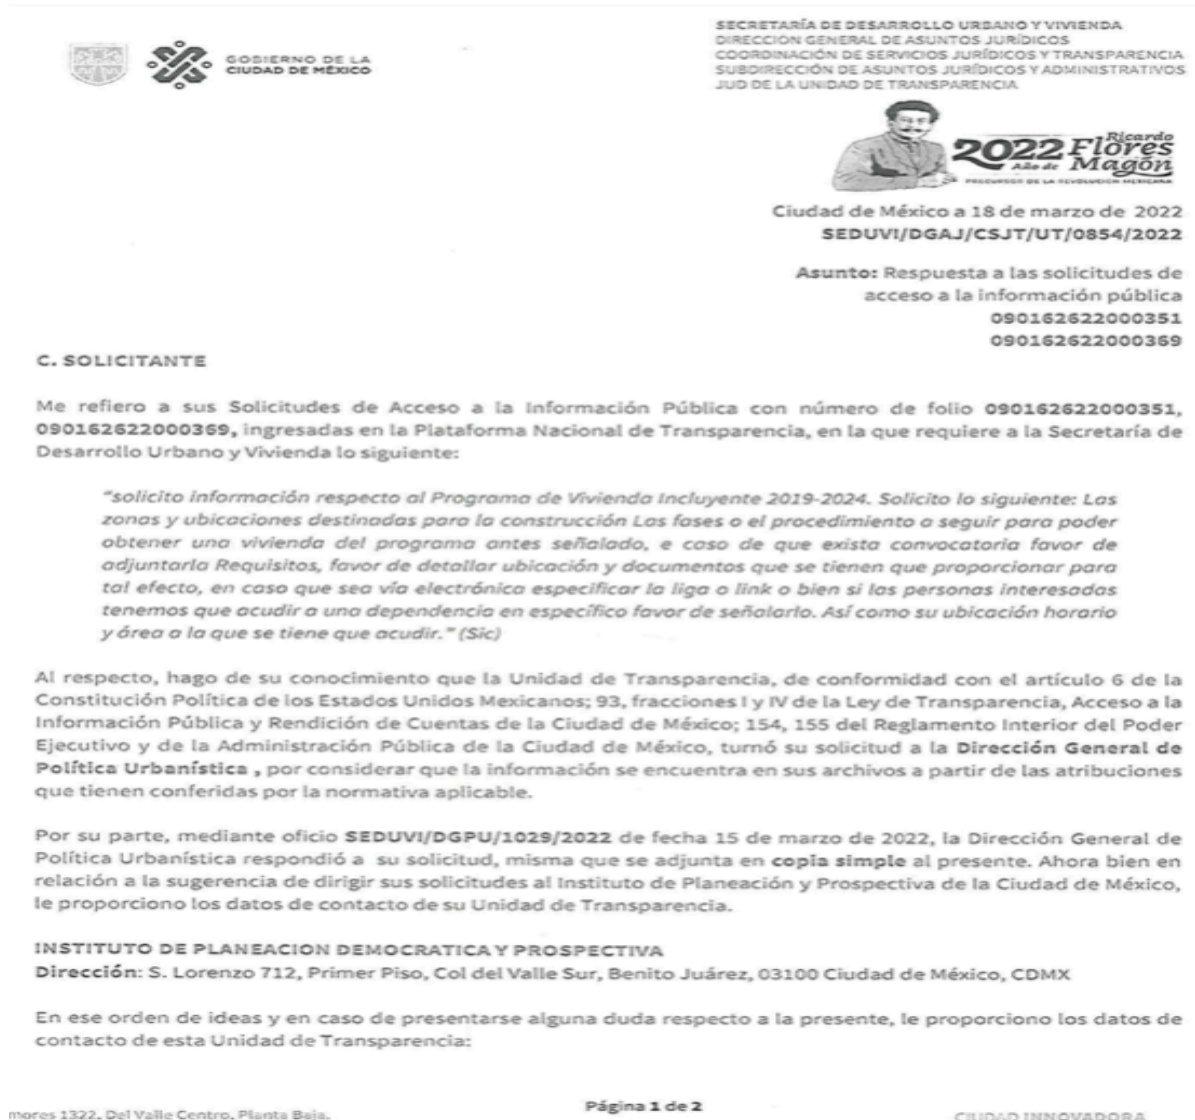 GOBIERNO DE LA
CIUDAD DE MÉXICO
SECRETARÍA DE DESARROLLO URBANO Y VIVIENDA
DIRECCIÓN GENERAL DE ASUNTOS JURÍDICOS
COORDINACIÓN DE SERVICIOS JURÍDICOS Y TRANSPARENCIA
SUBDIRECCIÓN DE ASUNTOS JURÍDICOS Y ADMINISTRATIVOS
JUD DE LA UNIDAD DE TRANSPARENCIA
2022 Ricardo
Flores
Año de Magón
PRECURSOR DE LA REVOLUCIÓN MEXICANA
Ciudad de México a 18 de marzo de 2022
SEDUVI/DGAJ/CSJT/UT/0854/2022
Asunto: Respuesta a las solicitudes de
acceso a la información pública
090162622000351
090162622000369
C. SOLICITANTE
Me refiero a sus Solicitudes de Acceso a la Información Pública con número de folio 090162622000351,
090162622000369, ingresadas en la Plataforma Nacional de Transparencia, en la que requiere a la Secretaría de
Desarrollo Urbano y Vivienda lo siguiente:
"solicito información respecto al Programa de Vivienda Incluyente 2019-2024. Solicito lo siguiente: Las
zonas y ubicaciones destinadas para la construcción Las fases o el procedimiento a seguir para poder
obtener una vivienda del programa antes señalado, e caso de que exista convocatoria favor de
adjuntarla Requisitos, favor de detallar ubicación y documentos que se tienen que proporcionar para
tal efecto, en caso que sea vía electrónica especificar la liga o link o bien si las personas interesadas
tenemos que acudir a una dependencia en específico favor de señalarlo. Así como su ubicación horario
y área a la que se tiene que acudir." (Sic)
Al respecto, hago de su conocimiento que la Unidad de Transparencia, de conformidad con el artículo 6 de la
Constitución Política de los Estados Unidos Mexicanos; 93, fracciones I y IV de la Ley de Transparencia, Acceso a la
Información Pública y Rendición de Cuentas de la Ciudad de México; 154, 155 del Reglamento Interior del Poder
Ejecutivo y de la Administración Pública de la Ciudad de México, turnó su solicitud a la Dirección General de
Política Urbanística , por considerar que la información se encuentra en sus archivos a partir de las atribuciones
que tienen conferidas por la normativa aplicable.
Por su parte, mediante oficio SEDUVI/DGPU/1029/2022 de fecha 15 de marzo de 2022, la Dirección General de
Política Urbanística respondió a su solicitud, misma que se adjunta en copia simple al presente. Ahora bien en
relación a la sugerencia de dirigir sus solicitudes al Instituto de Planeación y Prospectiva de la Ciudad de México,
le proporciono los datos de contacto de su Unidad de Transparencia.
INSTITUTO DE PLANEACION DEMOCRATICA Y PROSPECTIVA
Dirección: S. Lorenzo 712, Primer Piso, Col del Valle Sur, Benito Juárez, 03100 Ciudad de México, CDMX
En ese orden de ideas y en caso de presentarse alguna duda respecto a la presente, le proporciono los datos de
contacto de esta Unidad de Transparencia:
mores 1322, Del Valle Centro, Planta Baja,
Página 1 de 2
CIUDAD INNOVADORA